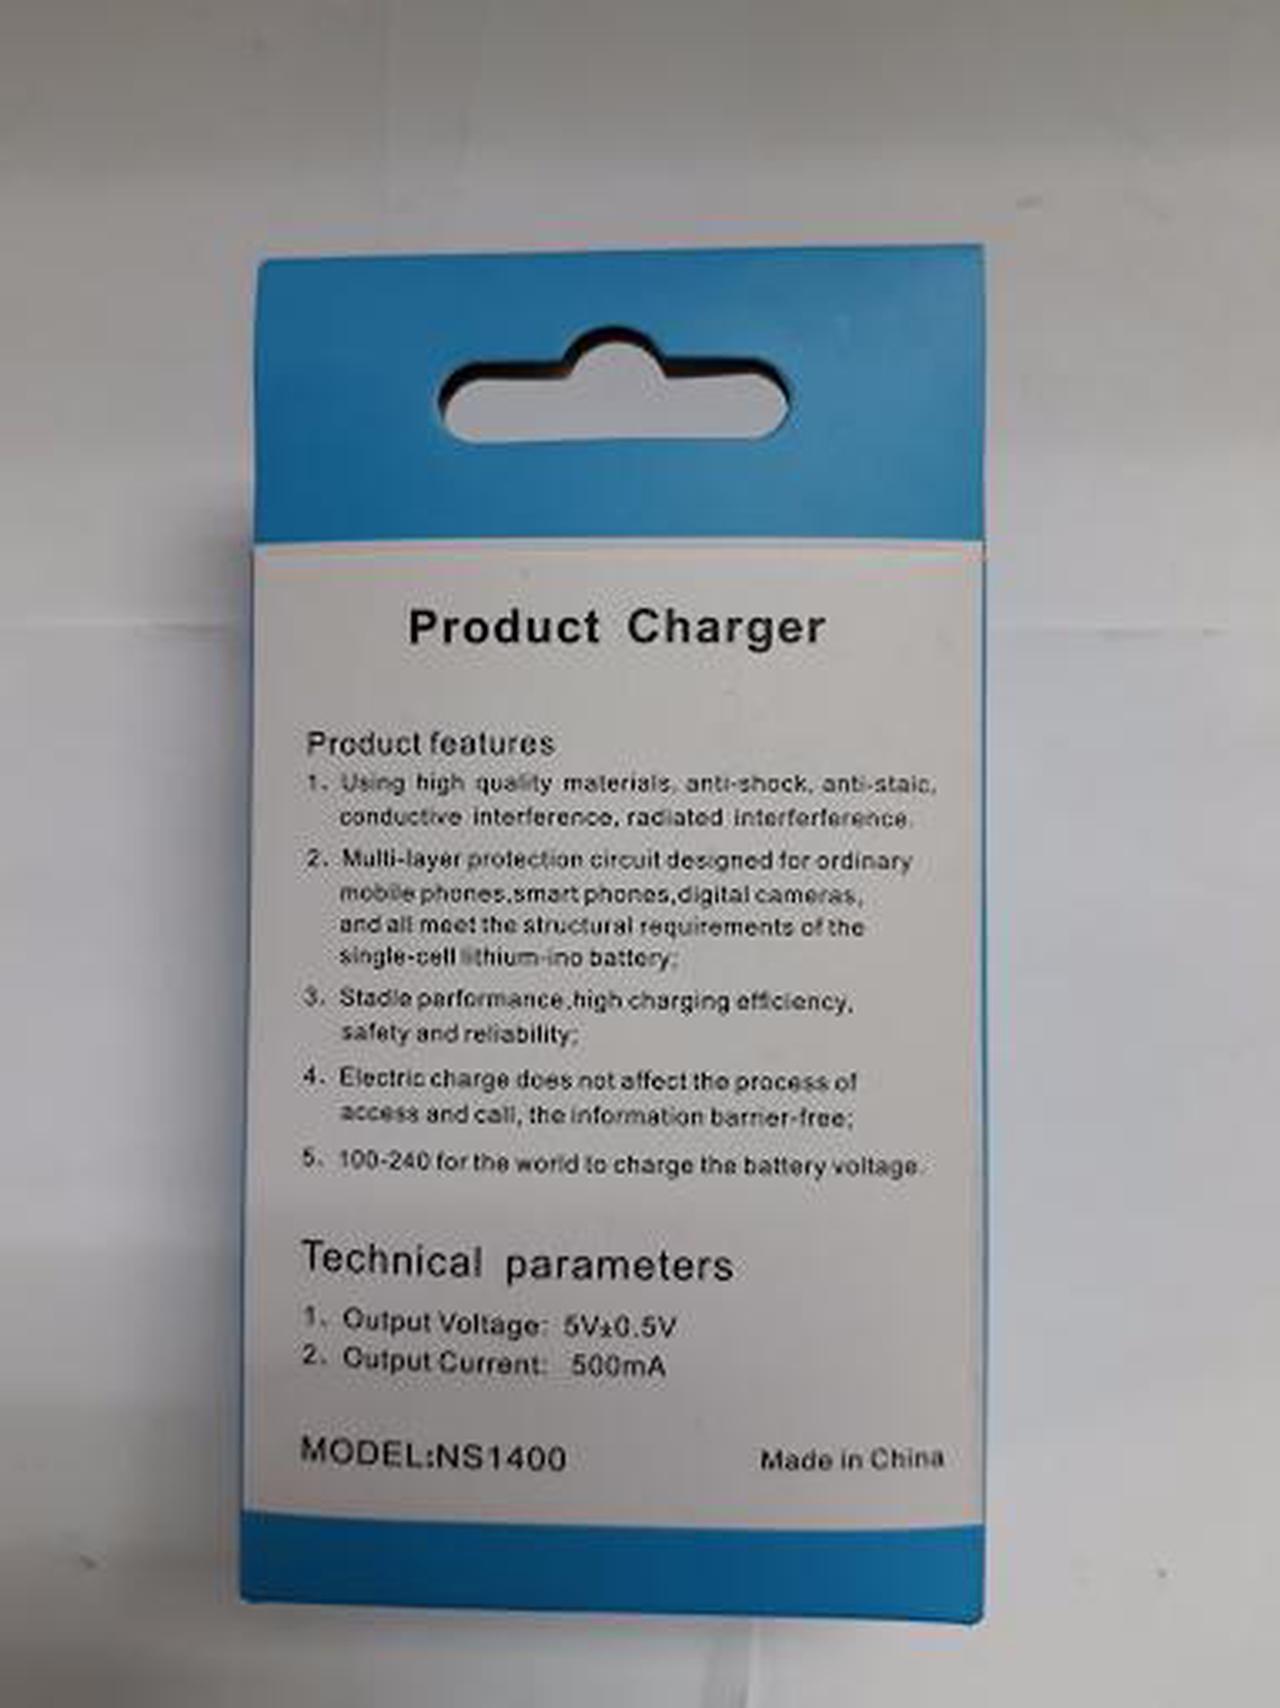 Product Charger
Product features
1. Using high quality materials, anti-shock, anti-staic,
conductive interference, radiated interferference.
2. Multi-layer protection circuit designed for ordinary
mobile phones,smart phones,digital cameras,
and all meet the structural requirements of the
single-cell lithium-ino battery;
3. Stadle performance,high charging efficiency,
safety and reliability;
4. Electric charge does not affect the process of
access and call, the information barrier-free;
5. 100-240 for the world to charge the battery voltage.
Technical parameters
1. Output Voltage: 5V±0.5V
2. Output Current: 500mA
MODEL:NS1400 Made in China